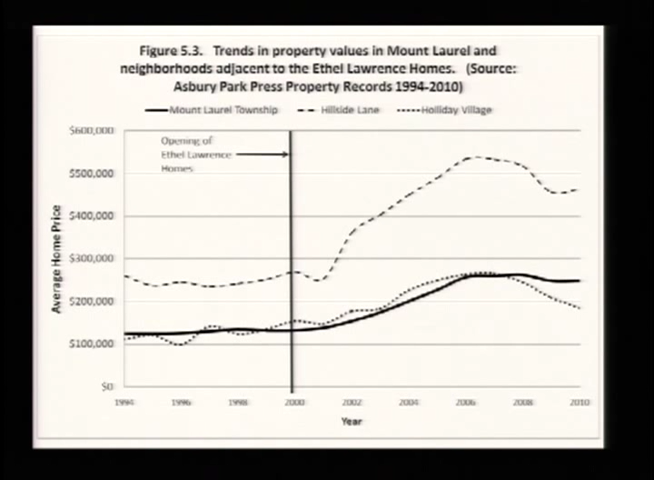 Figure 5.3. Trends in property values in Mount Laurel and
neighborhoods adjacent to the Ethel Lawrence Homes. (Source:
Asbury Park Press Property Records 1994-2010)
Mount Laurel Township Hillside Lane Holliday Village
$600,000
$500,000
$400,000
$300,000
$200,000
$100,000
$0
Opening of
Ethel Lawrence
Homes
Average Home Price
1994 1996 1998 2000 2002 2004 2006 2008 2010
Year